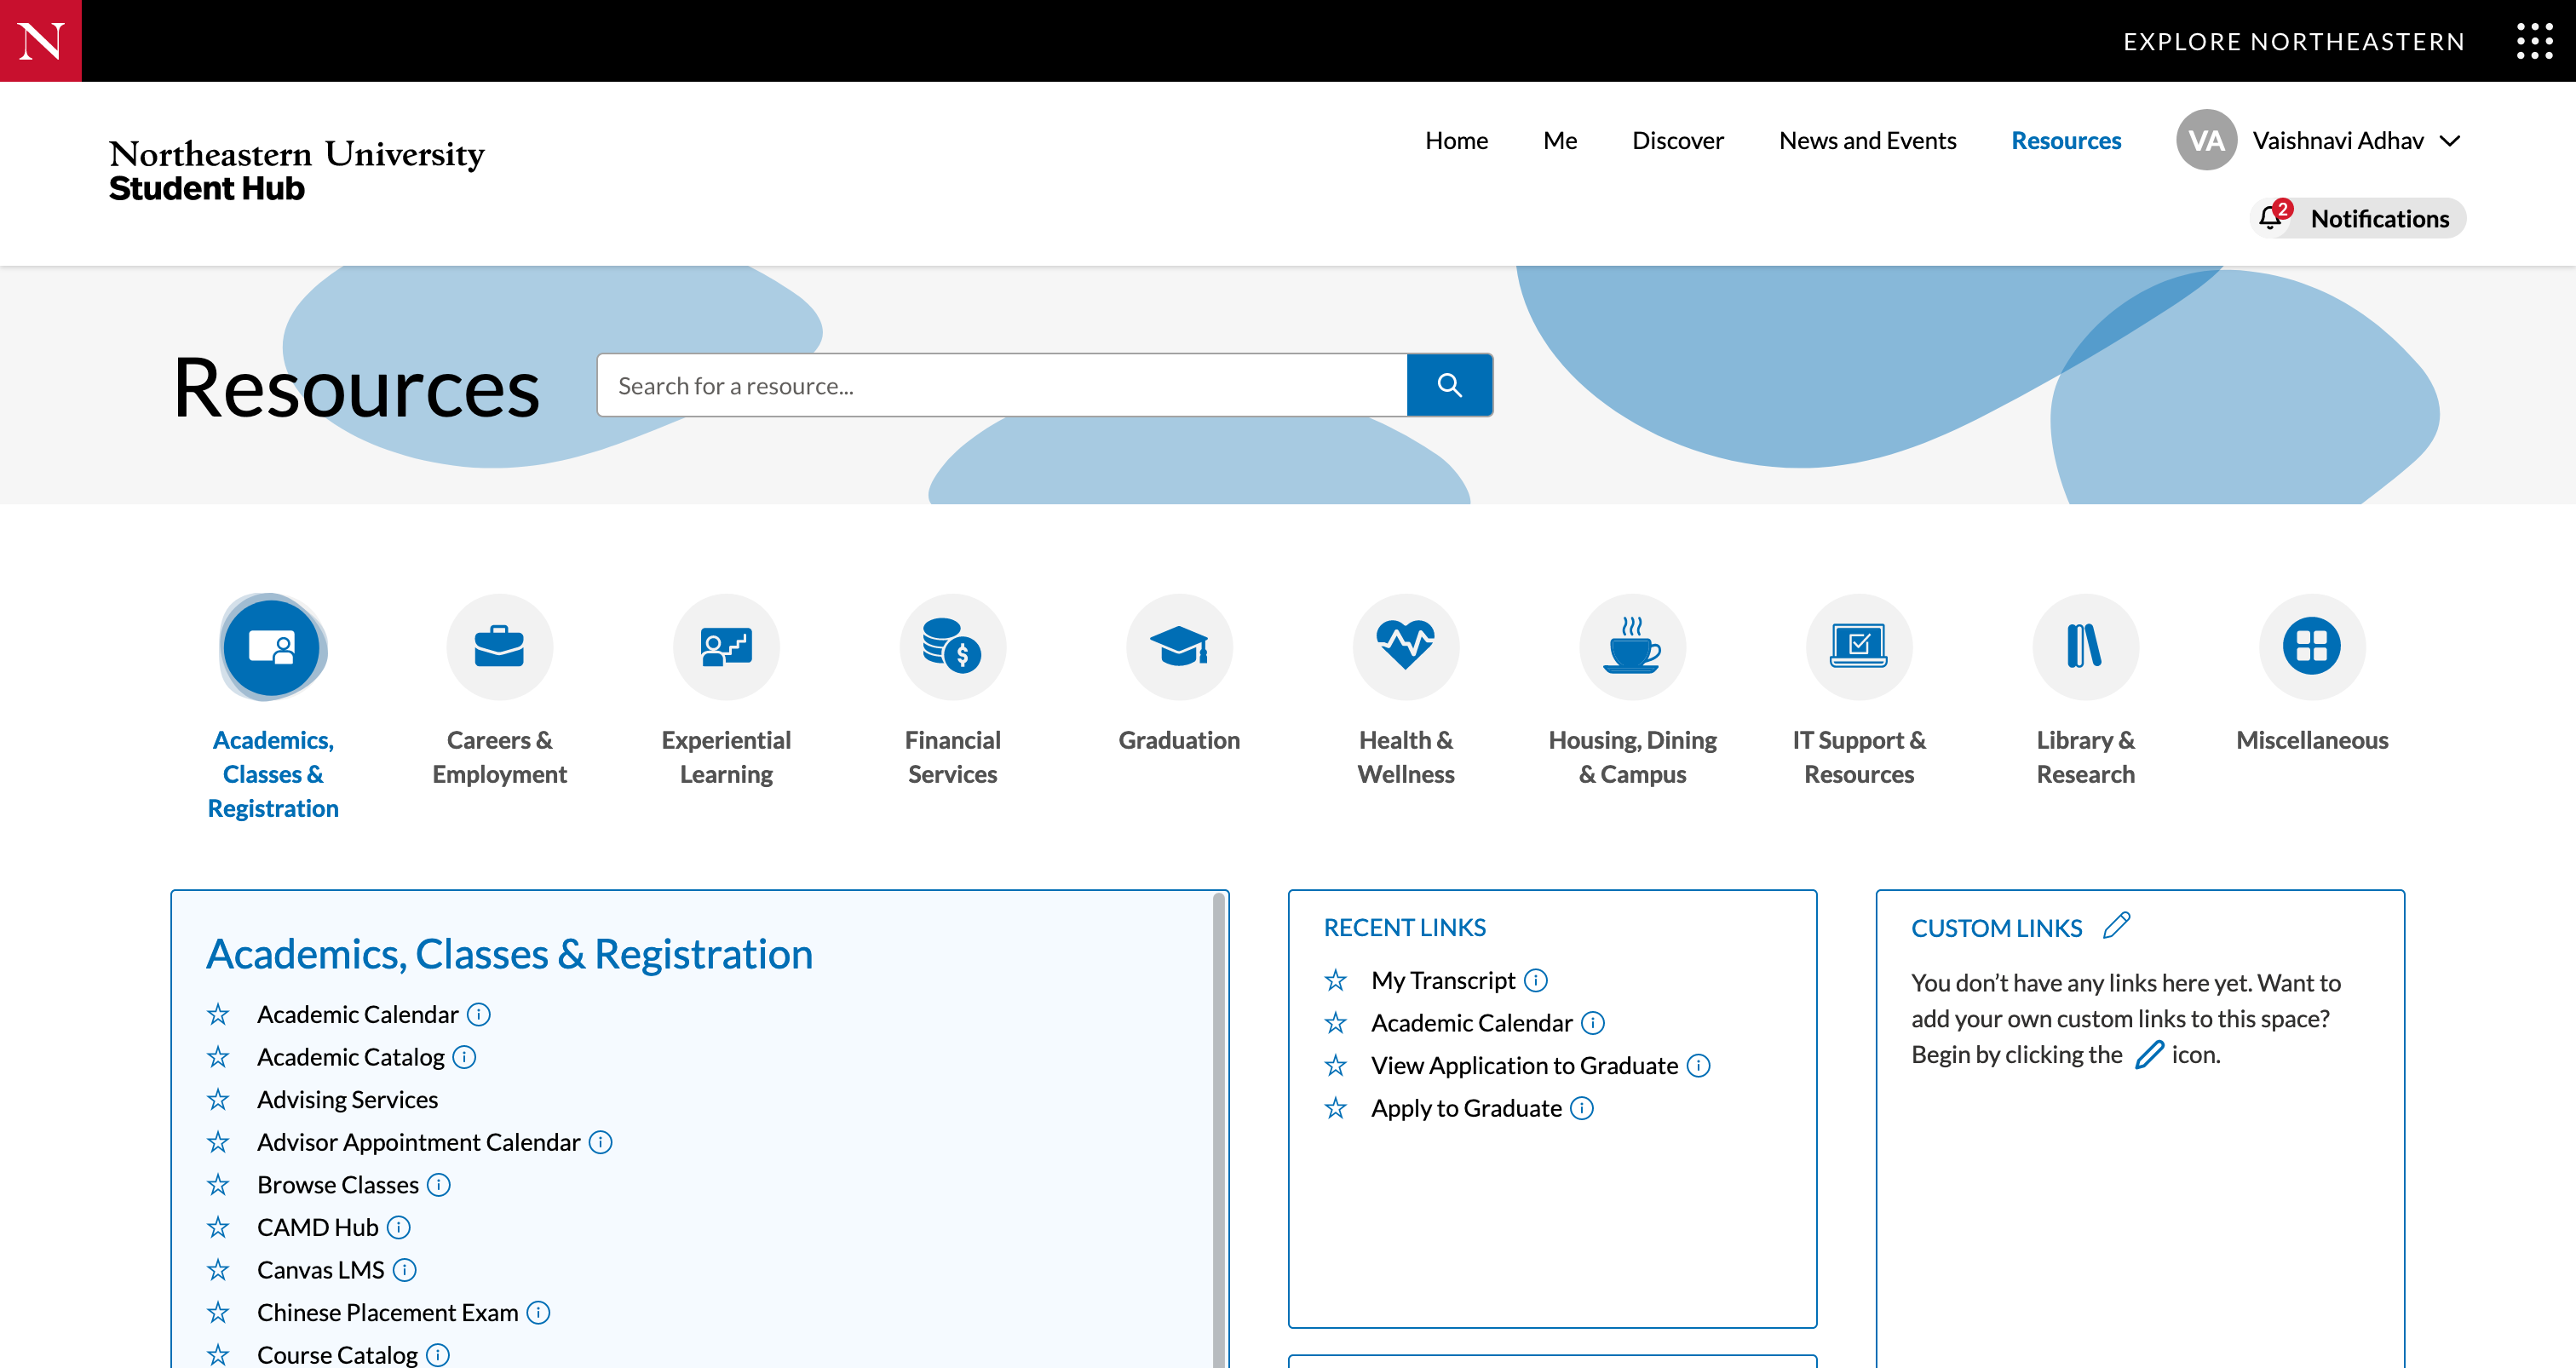 N
EXPLORE NORTHEASTERN
Northeastern University
Student Hub
Home
Me
Discover
News and Events
Resources
VA
Vaishnavi Adhav
2
Notifications
Resources
Search for a resource...
Academics,
Classes &
Registration
Careers &
Employment
Experiential
Learning
Financial
Services
Graduation
Health &
Wellness
Housing, Dining
& Campus
IT Support &
Resources
Library &
Research
Miscellaneous
Academics, Classes & Registration
Academic Calendar
Academic Catalog
Advising Services
Advisor Appointment Calendar
Browse Classes
CAMD Hub
Canvas LMS
Chinese Placement Exam
Course Catalog
RECENT LINKS
My Transcript
Academic Calendar
View Application to Graduate
Apply to Graduate
CUSTOM LINKS
You don’t have any links here yet. Want to
add your own custom links to this space?
Begin by clicking the icon.